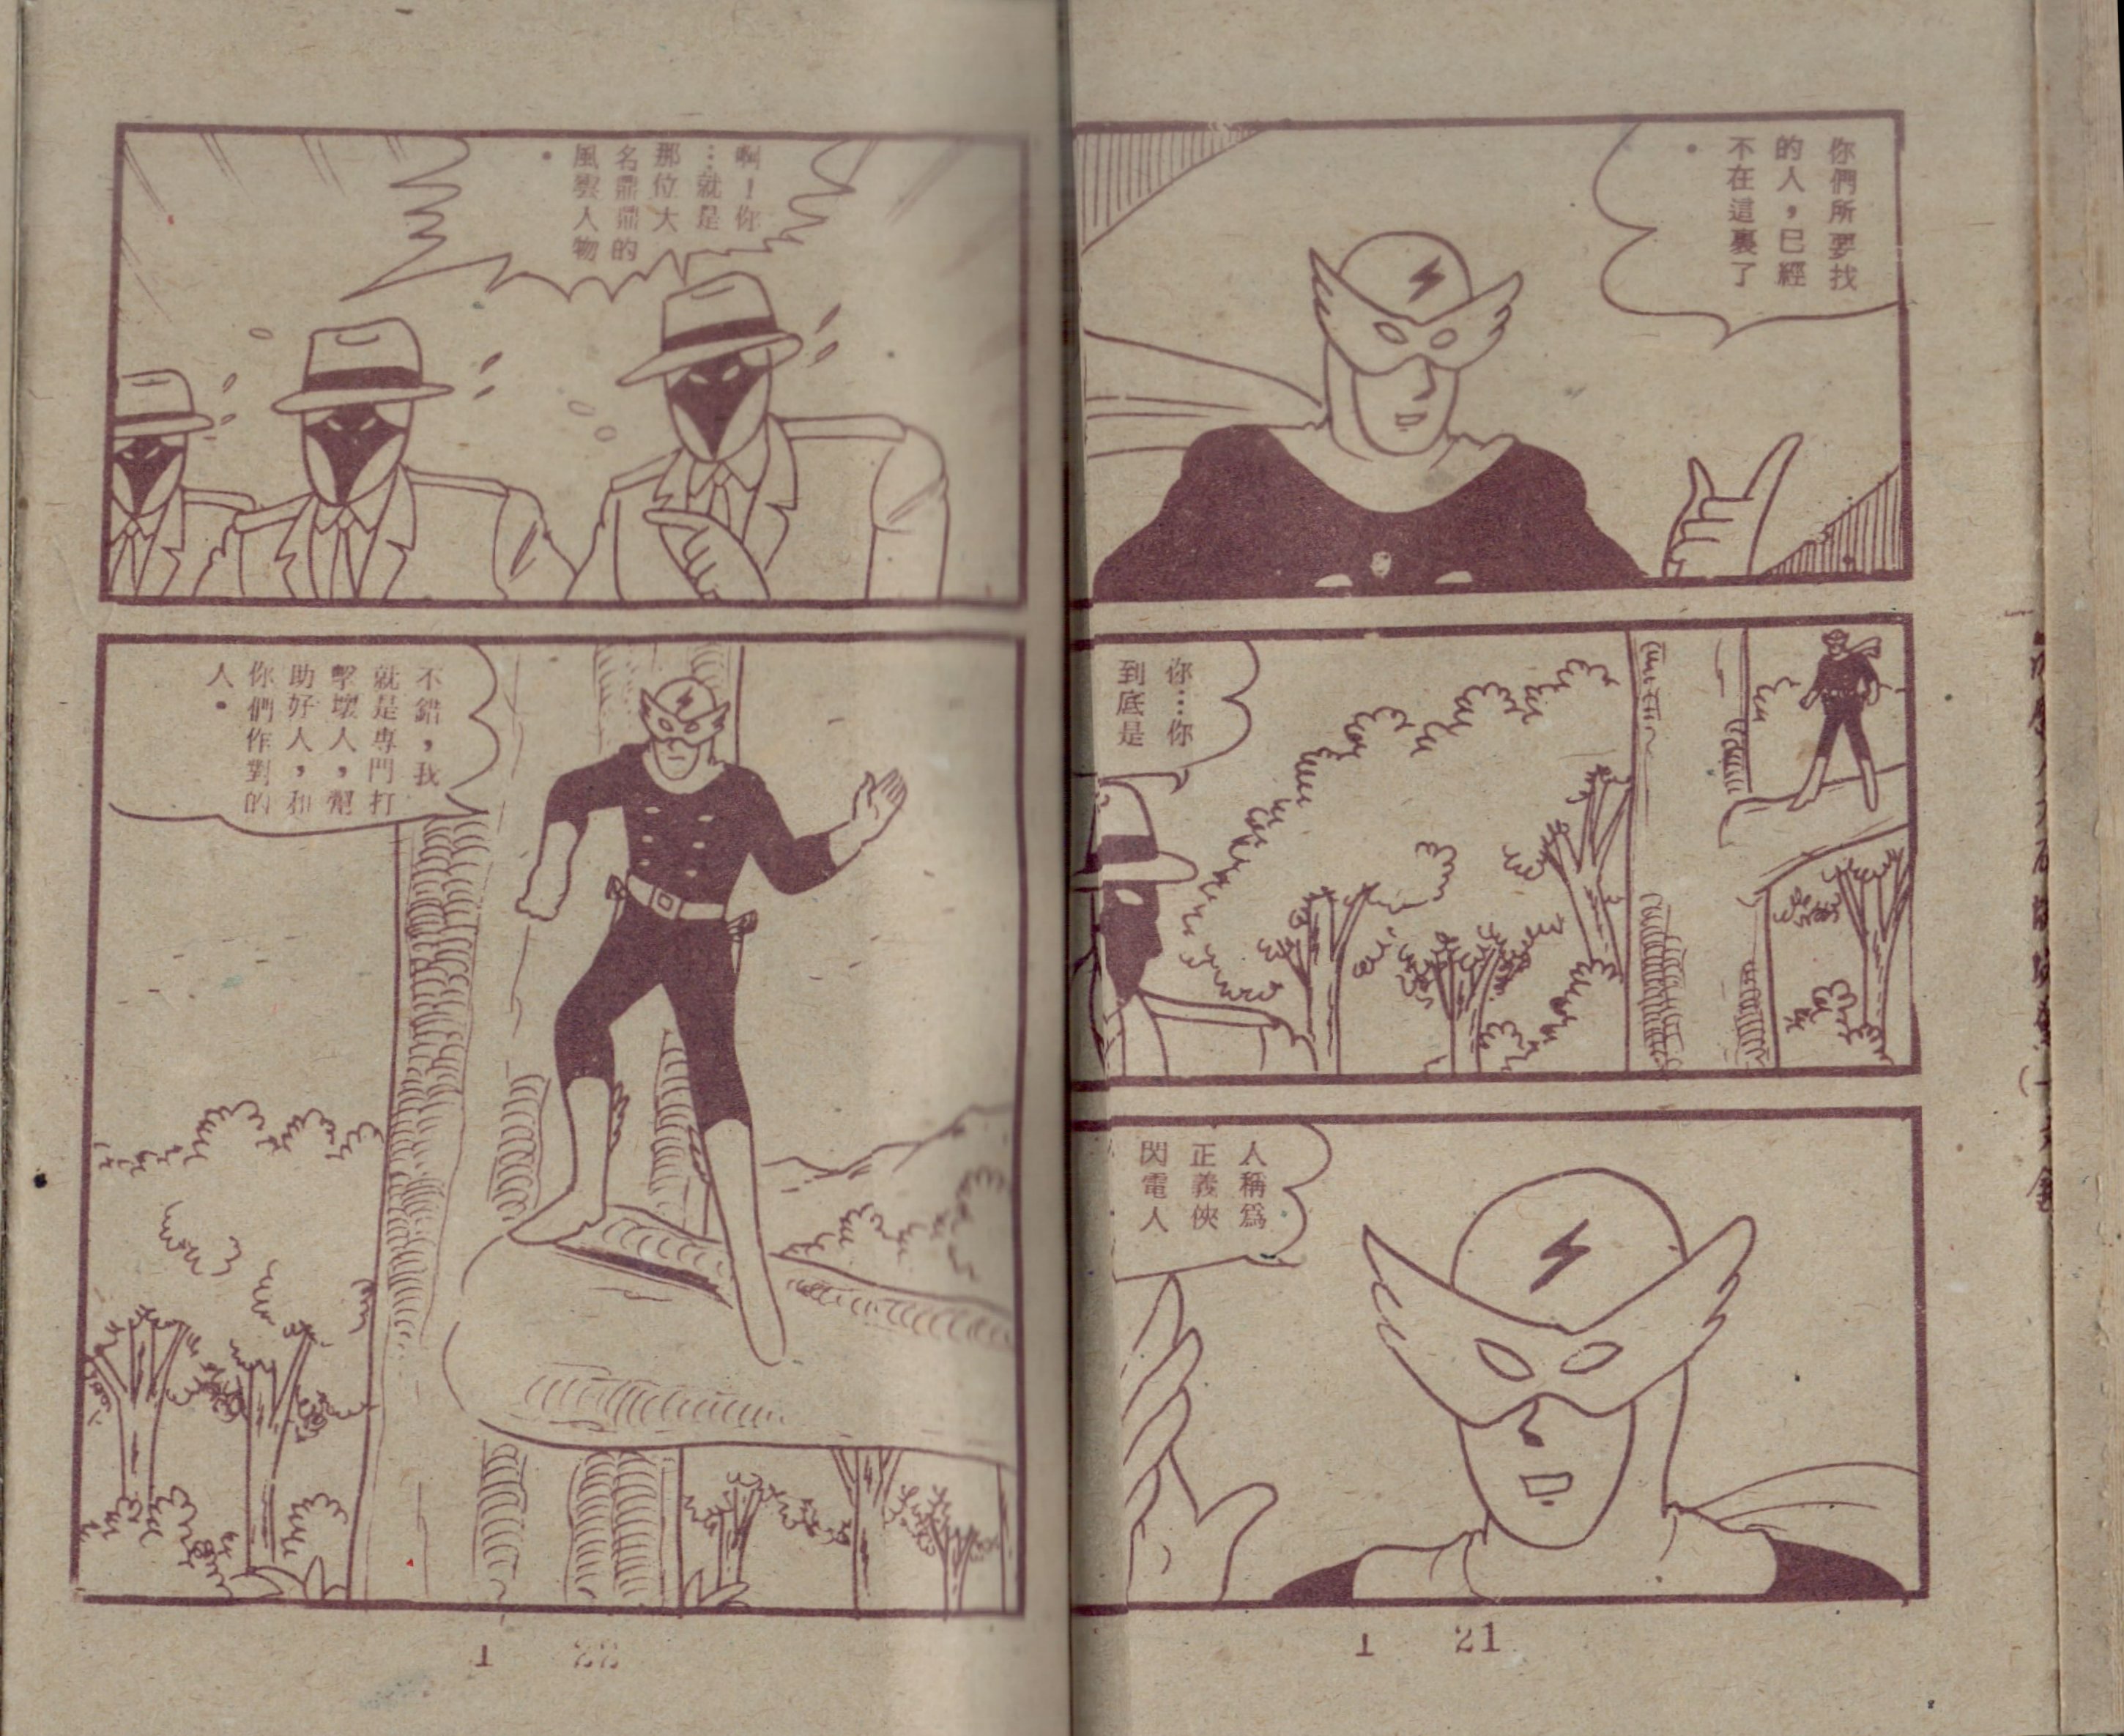 你們所要找
的人，已經
不在這裏了
。
你…你
到底是
人稱爲
正義俠
閃電人
1 21
啊！你
…就是
那位大
名鼎鼎的
風雲人物
。
不錯，我
就是專門打
擊壞人，幫
助好人，和
你們作對的
人。
1 22